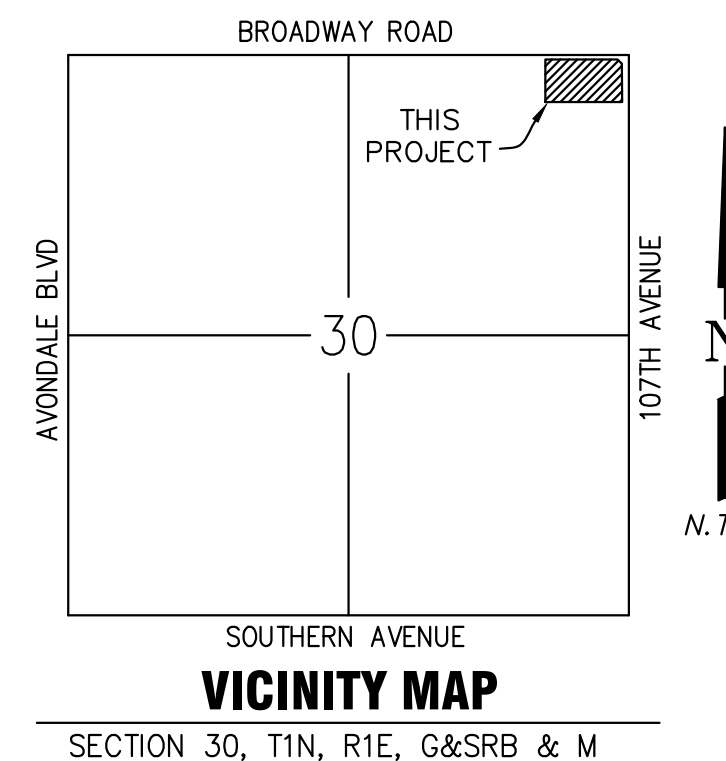 BROADWAY ROAD
THIS
PROJECT
AVONDALE BLVD
30
107TH AVENUE
N
N.T
SOUTHERN AVENUE
VICINITY MAP
SECTION 30, T1N, R1E, G&SRB & M